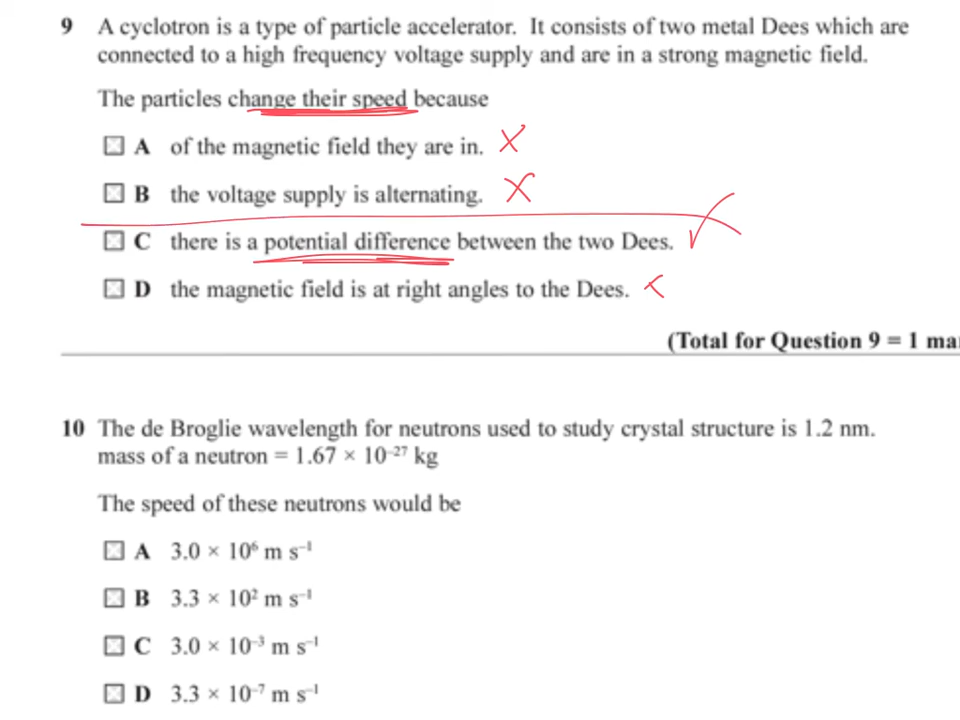 9 A cyclotron is a type of particle accelerator. It consists of two metal Dees which are
connected to a high frequency voltage supply and are in a strong magnetic field.
The particles change their speed because
A of the magnetic field they are in.
B the voltage supply is alternating.
C there is a potential difference between the two Dees.
D the magnetic field is at right angles to the Dees.
(Total for Question 9 = 1 mar
10 The de Broglie wavelength for neutrons used to study crystal structure is 1.2 nm.
mass of a neutron = 1.67 × 10⁻²⁷ kg
The speed of these neutrons would be
A 3.0 × 10⁶ m s⁻¹
B 3.3 × 10² m s⁻¹
C 3.0 × 10⁻³ m s⁻¹
D 3.3 × 10⁻⁷ m s⁻¹